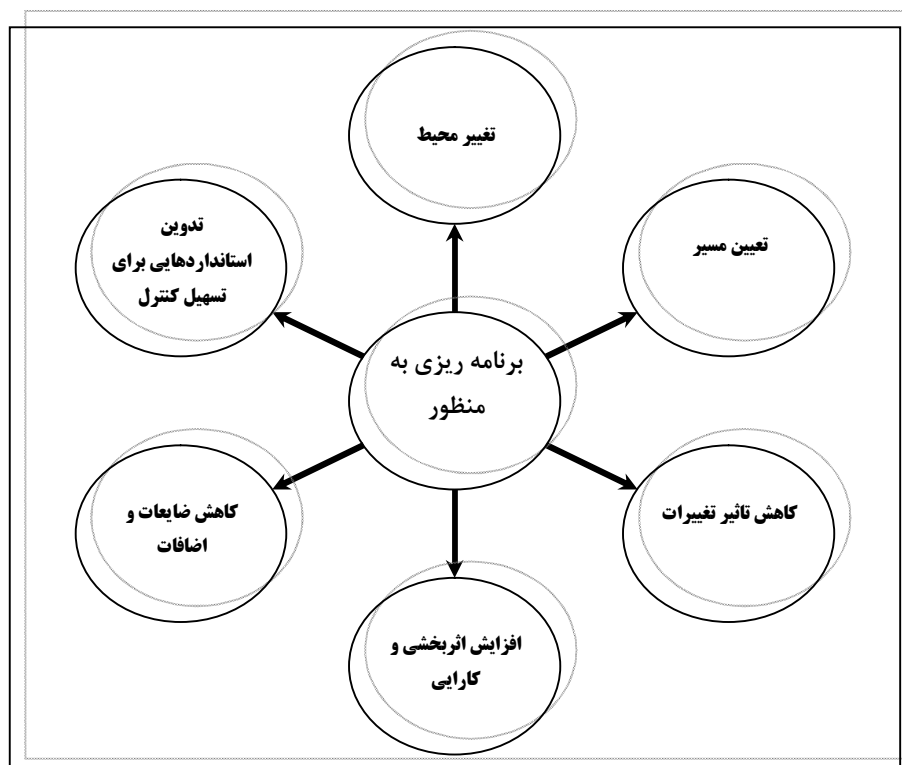 تغییر محیط
تعیین مسیر
تدوین
استانداردهایی برای
تسهیل کنترل
برنامه ریزی به
منظور
کاهش تاثیر تغییرات
کاهش ضایعات و
اضافات
افزایش اثربخشی و
کارایی